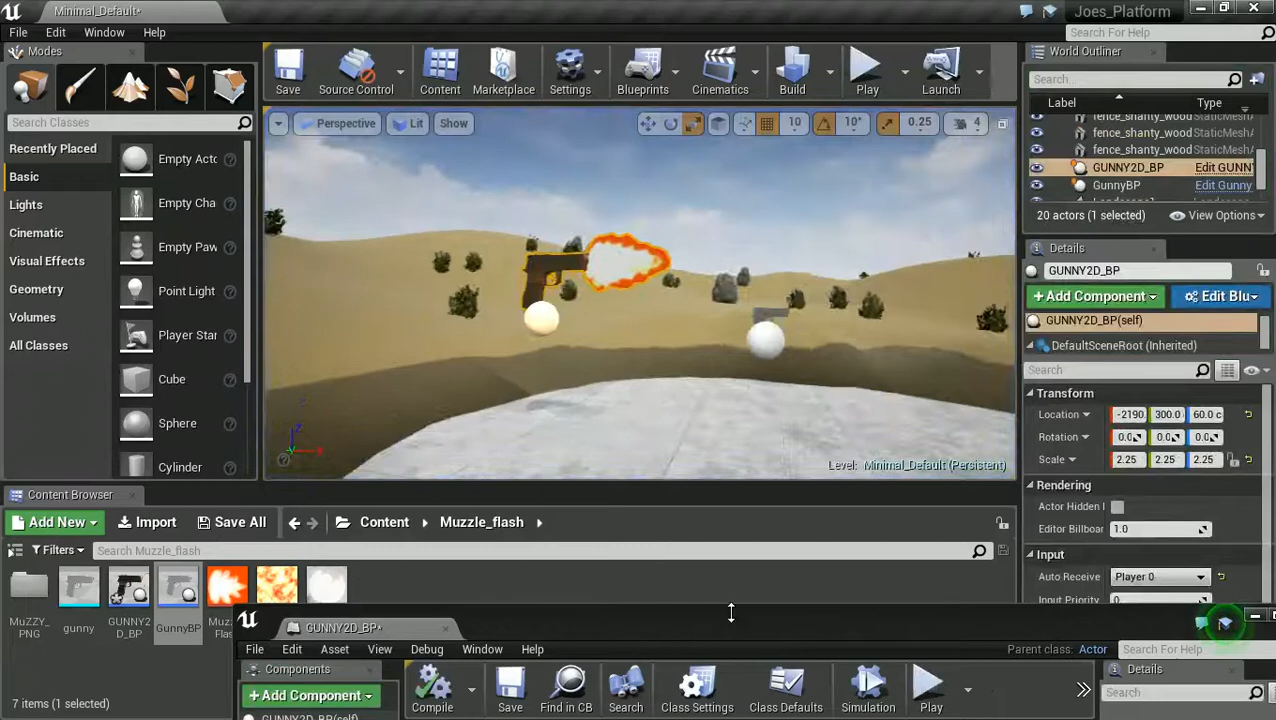 Minimal_Default*
Joes_Platform
File Edit Window Help
Search For Help
Modes
Search Classes
Recently Placed
Basic
Lights
Cinematic
Visual Effects
Geometry
Volumes
All Classes
Empty Acto
Empty Cha
Empty Paw
Point Light
Player Star
Cube
Sphere
Cylinder
Save Source Control Content Marketplace Settings Blueprints Cinematics Build Play Launch
Perspective Lit Show 10 10° 0.25 4
Level: Minimal_Default (Persistent)
World Outliner
Search...
Label Type
fence_shanty_wood StaticMeshA
fence_shanty_wood StaticMeshA
fence_shanty_wood StaticMeshA
GUNNY2D_BP Edit GUNN
GunnyBP Edit Gunny
20 actors (1 selected) View Options
Details
GUNNY2D_BP
+ Add Component Edit Blu
GUNNY2D_BP(self)
DefaultSceneRoot (Inherited)
Search
Transform
Location -2190. 300.0 60.0 c
Rotation 0.0 0.0 0.0
Scale 2.25 2.25 2.25
Rendering
Actor Hidden I
Editor Billboar 1.0
Input
Auto Receive Player 0
Input Priority 0
Content Browser
Add New Import Save All Content Muzzle_flash
Filters Search Muzzle_flash
MuZZY_PNG
gunny
GUNNY2D_BP
GunnyBP
7 items (1 selected)
GUNNY2D_BP*
File Edit Asset View Debug Window Help
Parent class: Actor
Search For Help
Components
+ Add Component
GUNNY2D_BP(self)
Compile Save Find in CB Search Class Settings Class Defaults Simulation Play
Details
Search